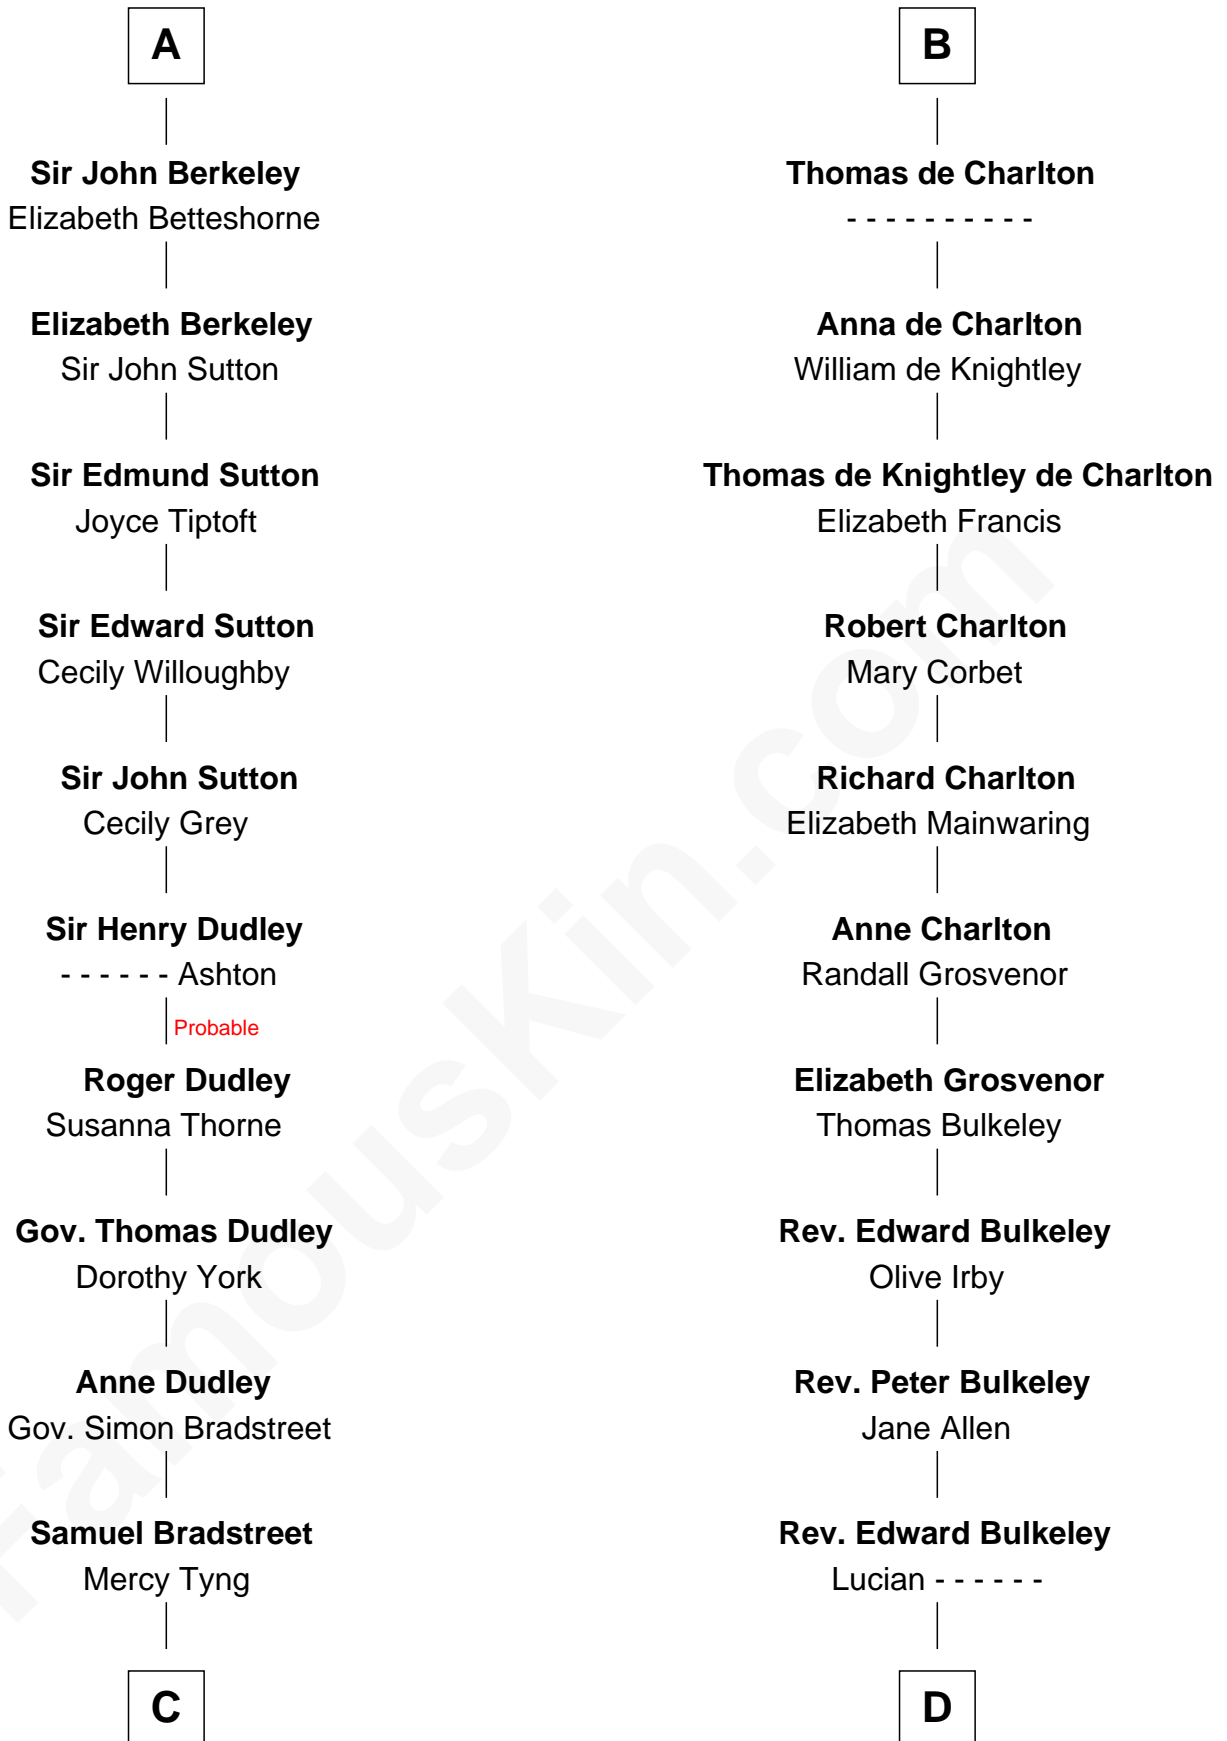 A
Sir John Berkeley
Elizabeth Betteshorne
Elizabeth Berkeley
Sir John Sutton
Sir Edmund Sutton
Joyce Tiptoft
Sir Edward Sutton
Cecily Willoughby
Sir John Sutton
Cecily Grey
Sir Henry Dudley
- - - - - - Ashton
Probable
Roger Dudley
Susanna Thorne
Gov. Thomas Dudley
Dorothy York
Anne Dudley
Gov. Simon Bradstreet
Samuel Bradstreet
Mercy Tyng
C
B
Thomas de Charlton
- - - - - - - - - -
Anna de Charlton
William de Knightley
Thomas de Knightley de Charlton
Elizabeth Francis
Robert Charlton
Mary Corbet
Richard Charlton
Elizabeth Mainwaring
Anne Charlton
Randall Grosvenor
Elizabeth Grosvenor
Thomas Bulkeley
Rev. Edward Bulkeley
Olive Irby
Rev. Peter Bulkeley
Jane Allen
Rev. Edward Bulkeley
Lucian - - - - - -
D
FamousKin.com